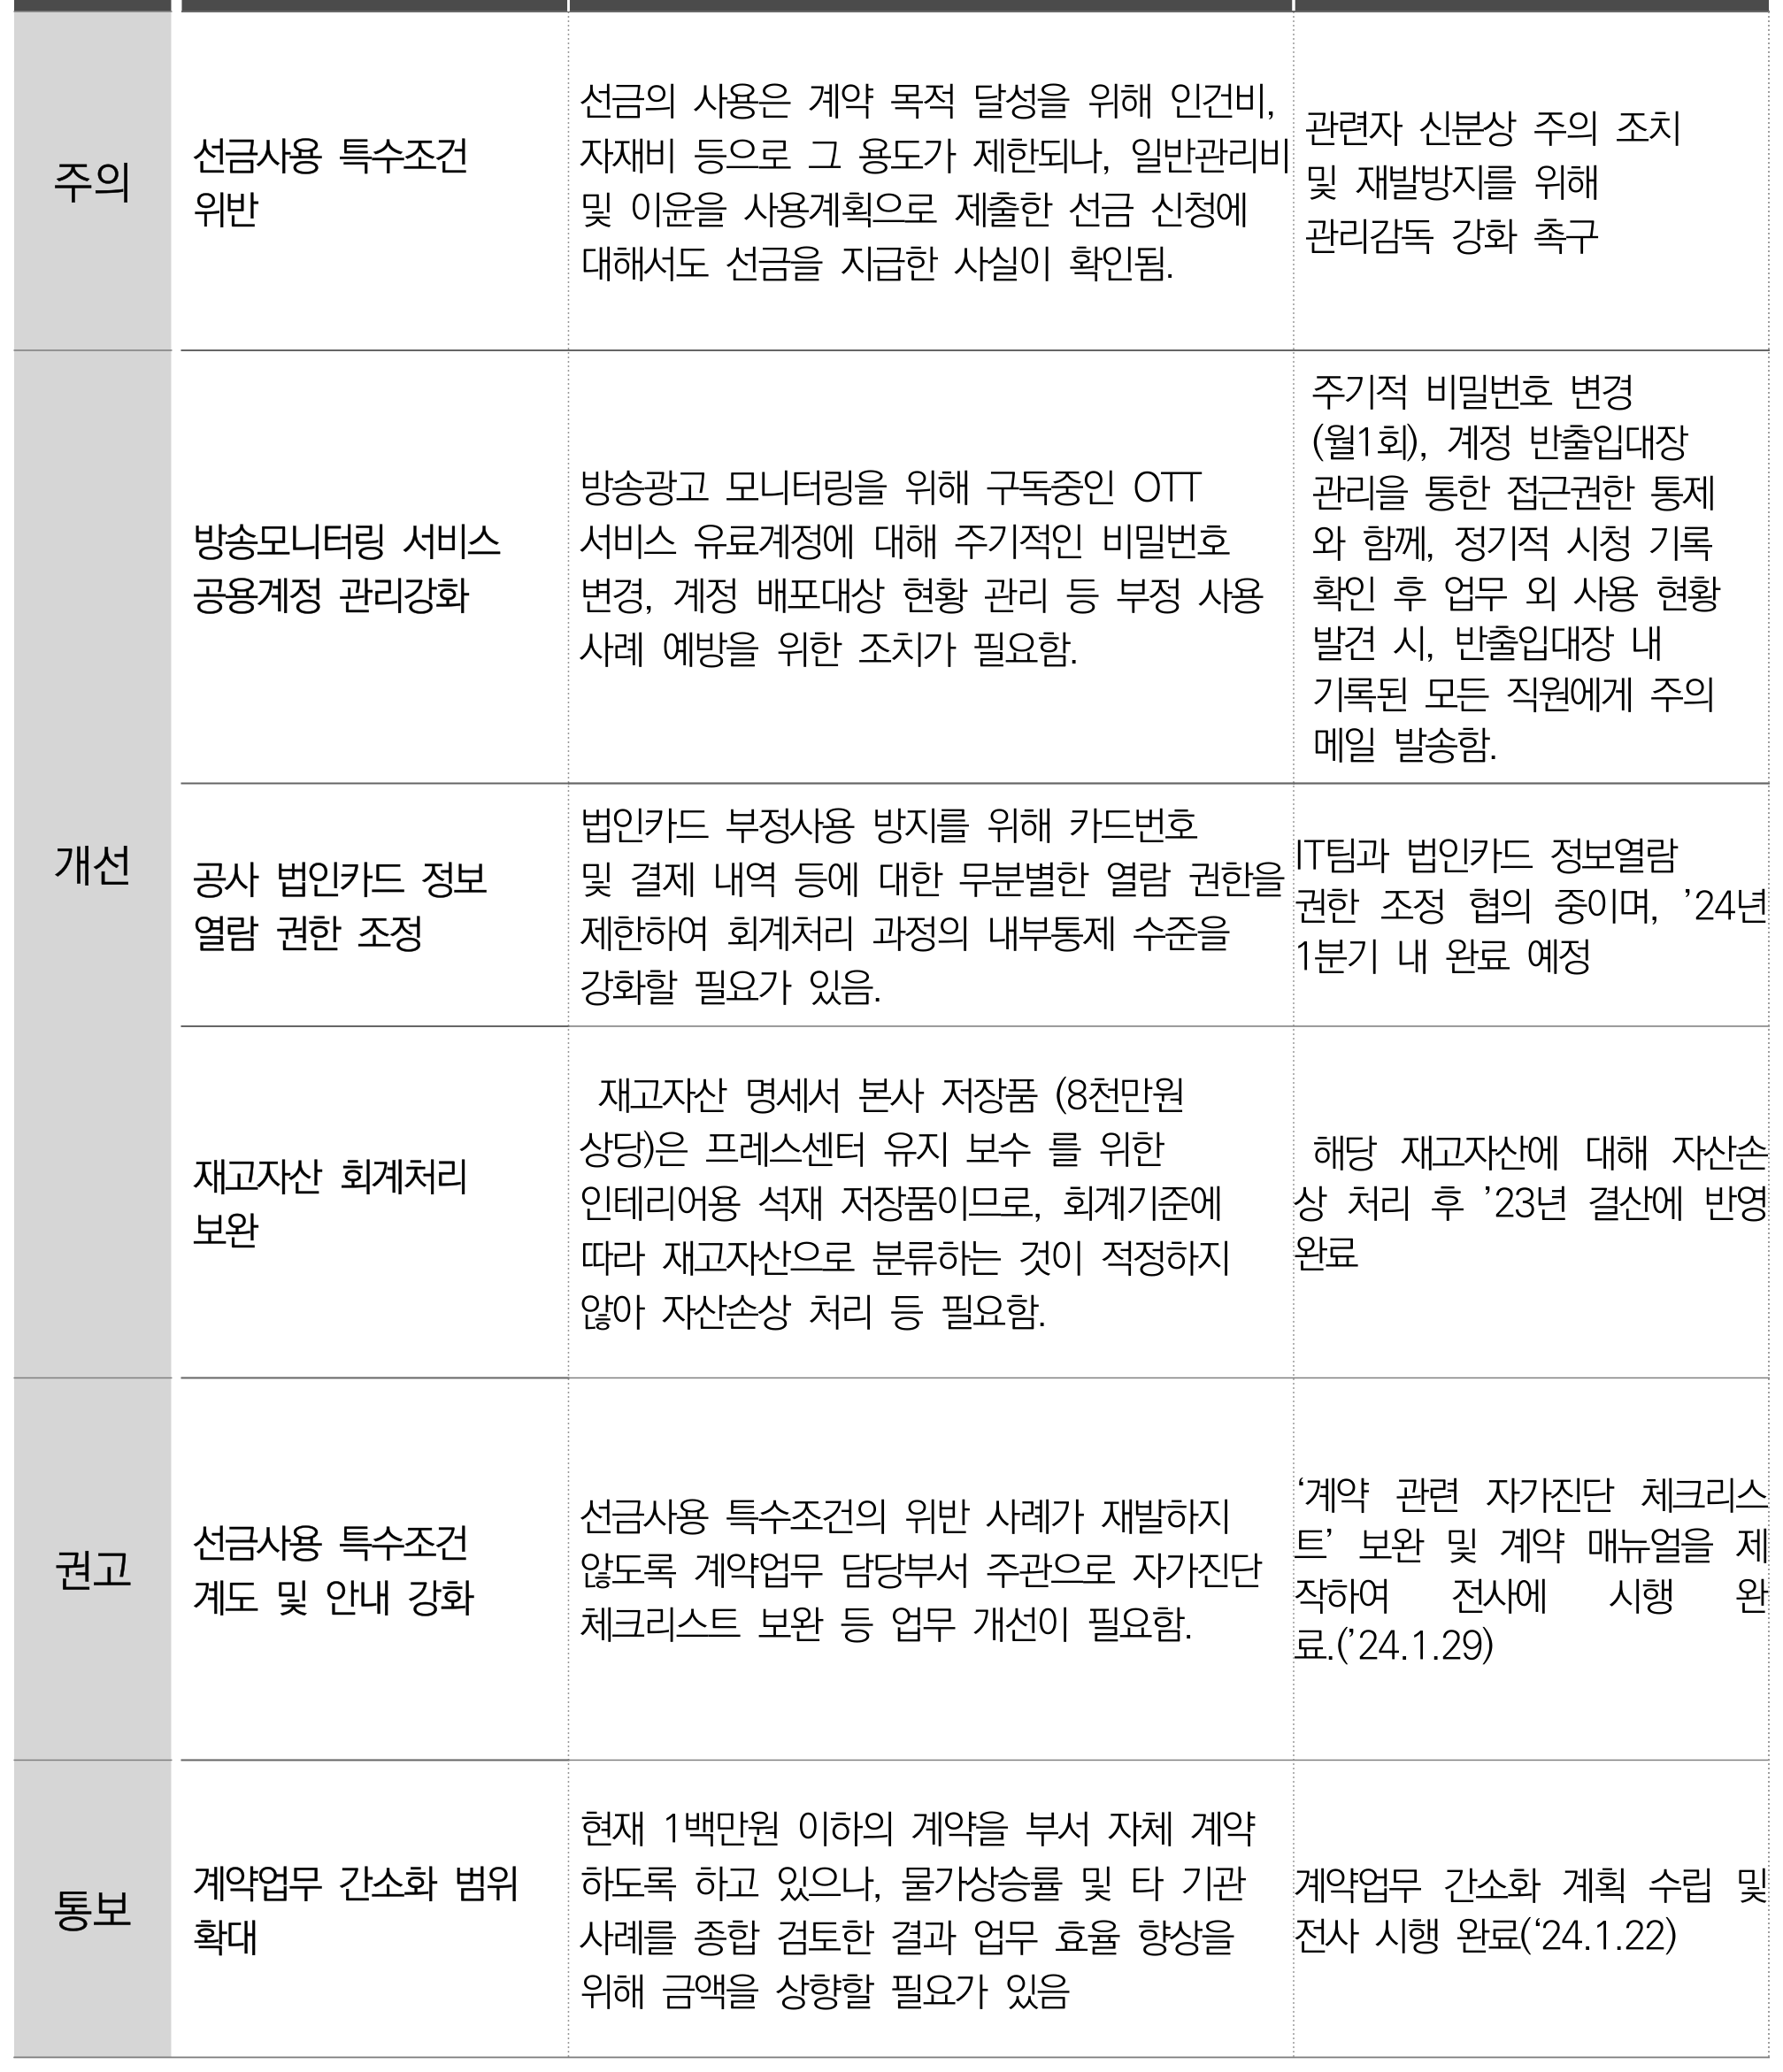 주의
선금사용 특수조건
위반
선금의 사용은 계약 목적 달성을 위해 인건비,
자재비 등으로 그 용도가 제한되나, 일반관리비
및 이윤을 사용계획으로 제출한 선금 신청에
대해서도 선금을 지급한 사실이 확인됨.
관련자 신분상 주의 조치
및 재발방지를 위해
관리감독 강화 촉구
개선
방송모니터링 서비스
공용계정 관리강화
방송광고 모니터링을 위해 구독중인 OTT
서비스 유료계정에 대해 주기적인 비밀번호
변경, 계정 배포대상 현황 관리 등 부정 사용
사례 예방을 위한 조치가 필요함.
주기적 비밀번호 변경
(월1회), 계정 반출입대장
관리을 통한 접근권한 통제
와 함께, 정기적 시청 기록
확인 후 업무 외 사용 현황
발견 시, 반출입대장 내
기록된 모든 직원에게 주의
메일 발송함.
공사 법인카드 정보
열람 권한 조정
법인카드 부정사용 방지를 위해 카드번호
및 결제 내역 등에 대한 무분별한 열람 권한을
제한하여 회계처리 과정의 내부통제 수준을
강화할 필요가 있음.
IT팀과 법인카드 정보열람
권한 조정 협의 중이며, ’24년
1분기 내 완료 예정
재고자산 회계처리
보완
재고자산 명세서 본사 저장품 (8천만원
상당)은 프레스센터 유지 보수 를 위한
인테리어용 석재 저장품이므로, 회계기준에
따라 재고자산으로 분류하는 것이 적정하지
않아 자산손상 처리 등 필요함.
해당 재고자산에 대해 자산손
상 처리 후 ’23년 결산에 반영
완료
권고
선금사용 특수조건
계도 및 안내 강화
선금사용 특수조건의 위반 사례가 재발하지
않도록 계약업무 담당부서 주관으로 자가진단
체크리스트 보완 등 업무 개선이 필요함.
‘계약 관련 자가진단 체크리스
트’ 보완 및 계약 매뉴얼을 제
작하여 전사에 시행 완
료.(’24.1.29)
통보
계약업무 간소화 범위
확대
현재 1백만원 이하의 계약을 부서 자체 계약
하도록 하고 있으나, 물가상승률 및 타 기관
사례를 종합 검토한 결과 업무 효율 향상을
위해 금액을 상향할 필요가 있음
계약업무 간소화 계획 수립 및
전사 시행 완료(‘24.1.22)